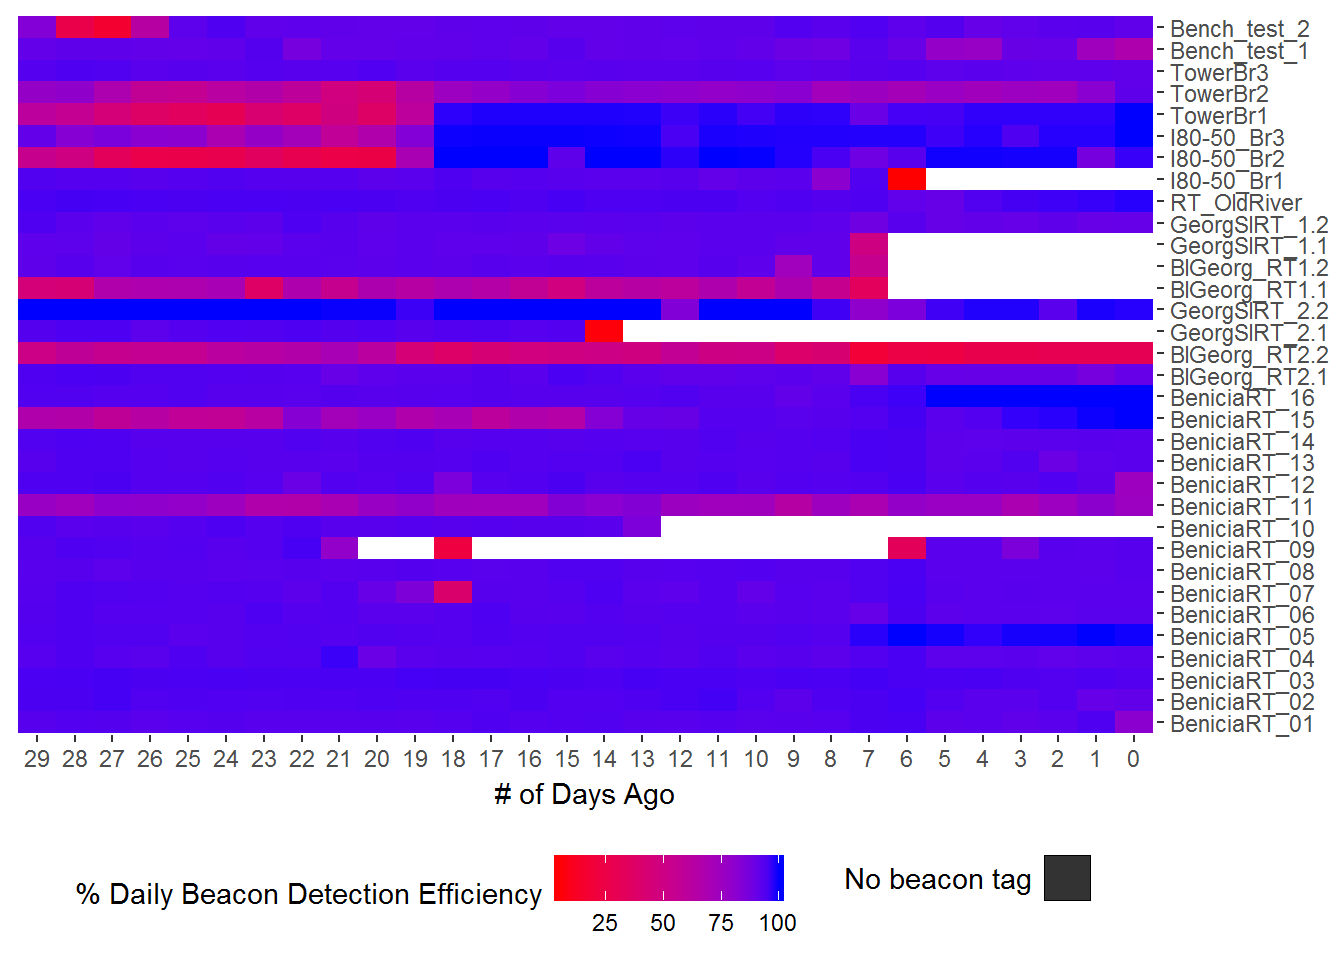 Bench_test_2
Bench_test_1
TowerBr3
TowerBr2
TowerBr1
I80-50_Br3
I80-50_Br2
I80-50_Br1
RT_OldRiver
GeorgSlRT_1.2
GeorgSlRT_1.1
BlGeorg_RT1.2
BlGeorg_RT1.1
GeorgSlRT_2.2
GeorgSlRT_2.1
BlGeorg_RT2.2
BlGeorg_RT2.1
BeniciaRT_16
BeniciaRT_15
BeniciaRT_14
BeniciaRT_13
BeniciaRT_12
BeniciaRT_11
BeniciaRT_10
BeniciaRT_09
BeniciaRT_08
BeniciaRT_07
BeniciaRT_06
BeniciaRT_05
BeniciaRT_04
BeniciaRT_03
BeniciaRT_02
BeniciaRT_01
29 28 27 26 25 24 23 22 21 20 19 18 17 16 15 14 13 12 11 10 9 8 7 6 5 4 3 2 1 0
# of Days Ago
% Daily Beacon Detection Efficiency
25 50 75 100
No beacon tag